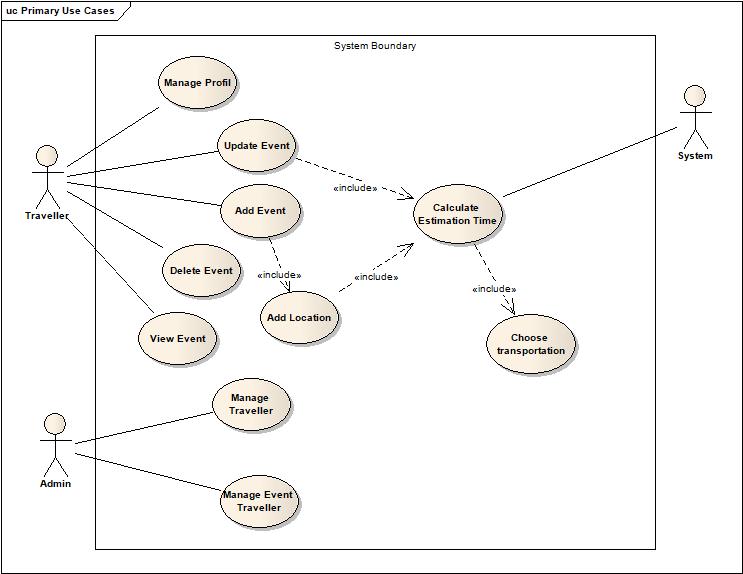 uc Primary Use Cases
System Boundary
Manage Profil
Update Event
System
Traveller
«include»
Add Event
Calculate
Estimation Time
Delete Event
«include»
«include»
«include»
Add Location
View Event
Choose
transportation
Manage
Traveller
Admin
Manage Event
Traveller